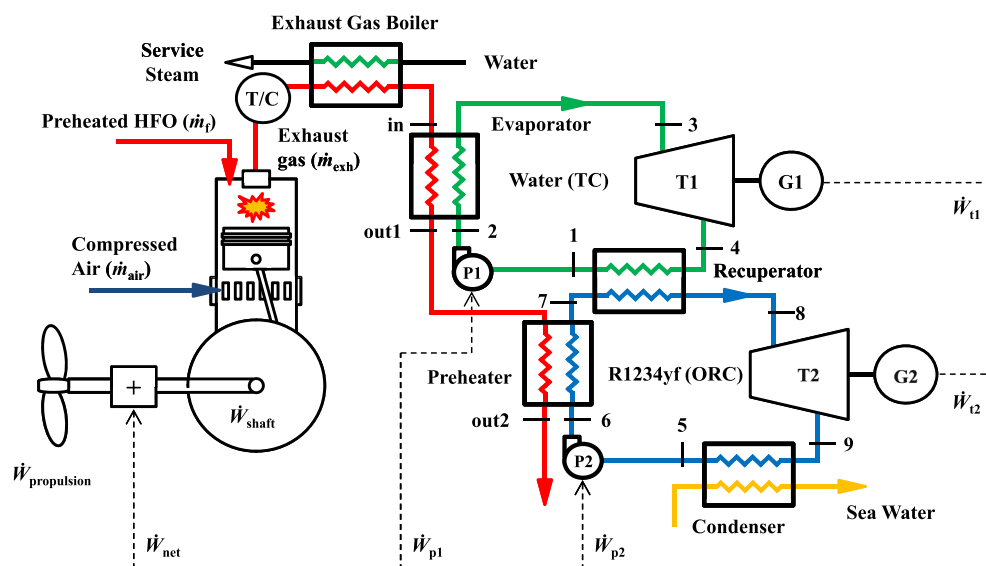 Exhaust Gas Boiler
Service
Steam
Water
T/C
Preheated HFO (ṁf)
Exhaust
gas (ṁexh)
in
Evaporator
3
Water (TC)
T1
G1
Ẇt1
out1
2
1
4
P1
Recuperator
Compressed
Air (ṁair)
7
8
Preheater
R1234yf (ORC)
T2
G2
Ẇt2
+
Ẇshaft
out2
6
5
9
P2
Ẇpropulsion
Condenser
Sea Water
Ẇnet
Ẇp1
Ẇp2